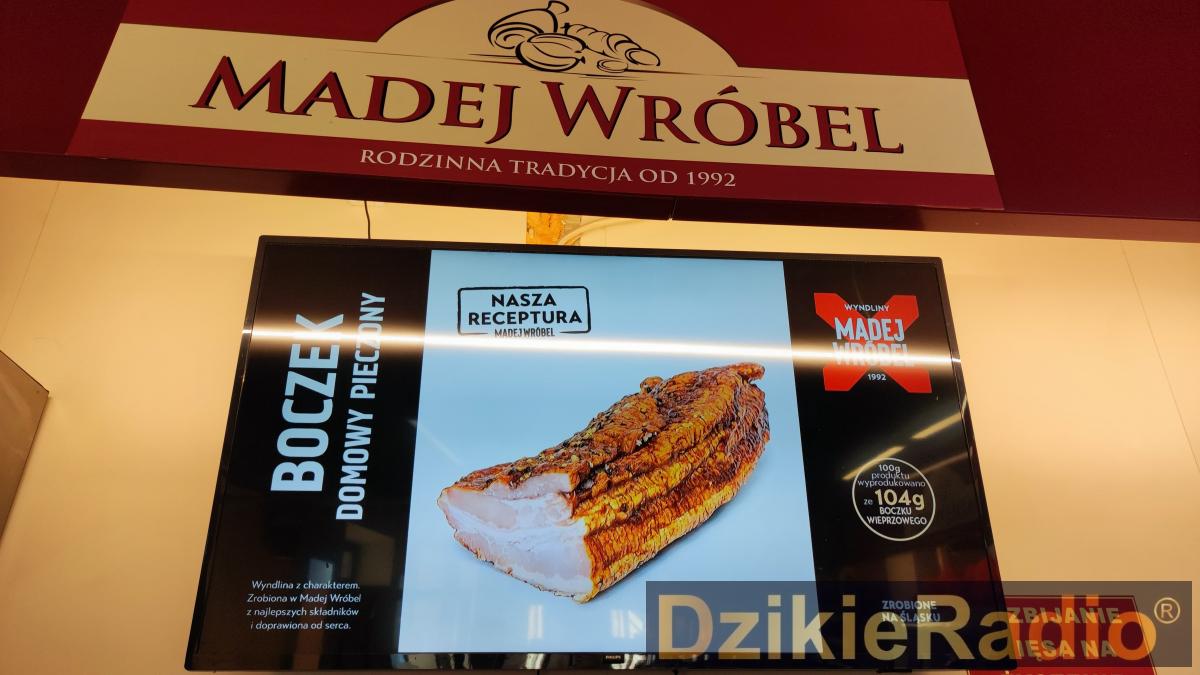 MADEJ WRÓBEL
RODZINNA TRADYCJA OD 1992
BOCZEK
DOMOWY PIECZONY
NASZA
RECEPTURA
MADEJ WRÓBEL
WYNDLINY
MADEJ
WRÓBEL
1992
100g
produktu
wyprodukowano
ze 104g
BOCZKU
WIEPRZOWEGO
Wyndlina z charakterem.
Zrobiona w Madej Wróbel
z najlepszych składników
i doprawiona od serca.
PHILIPS
ZROBIONE
NA ŚLĄSKU
ZBIJANIE
NA
DzikieRadio®